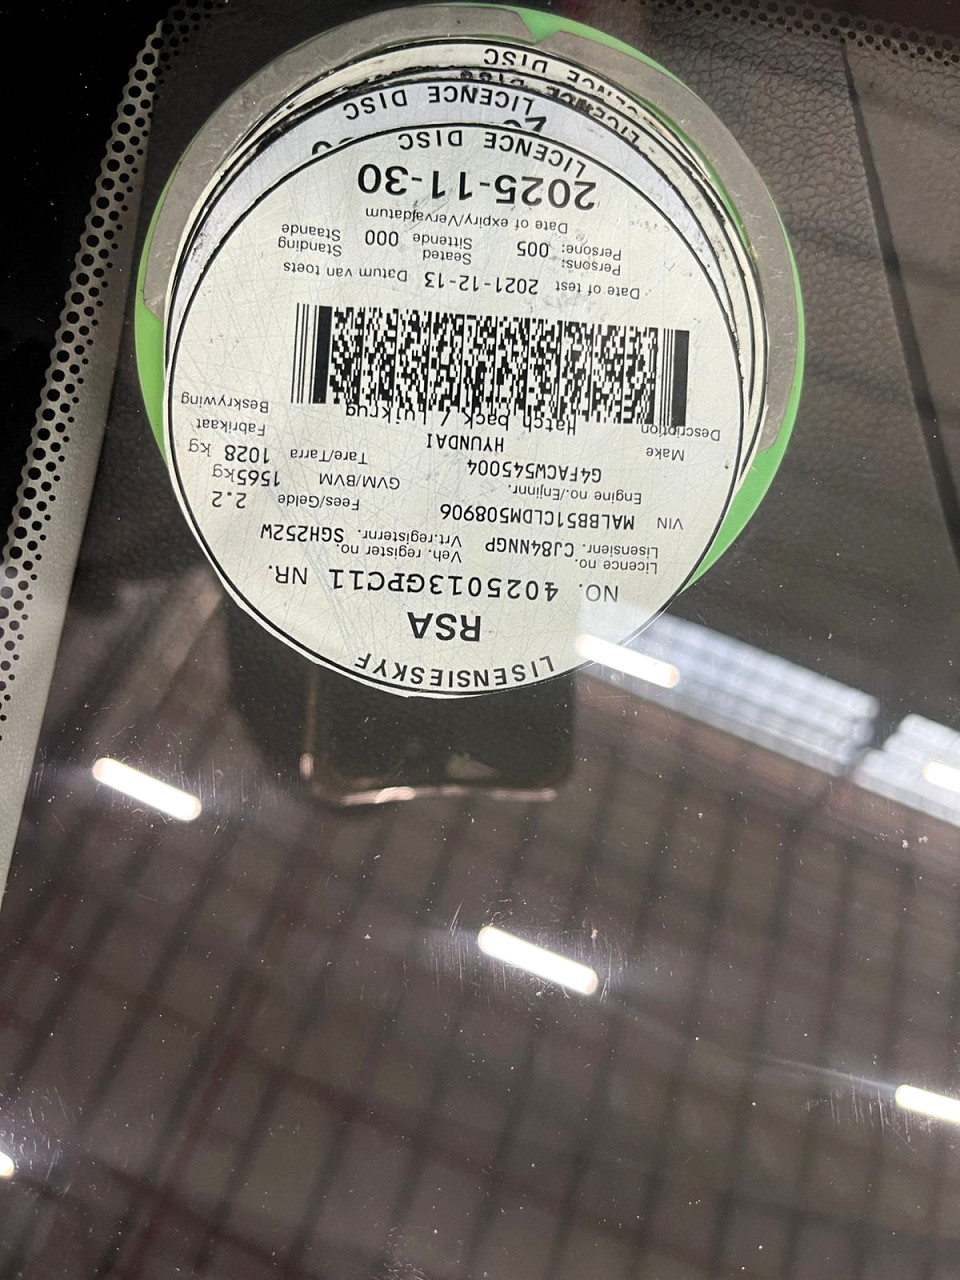 LISENSIESKYF
RSA
NO. 4025013GPC11 NR.
Licence no. Veh. register no.
Lisensienr. CJ84NNGP Vrt.registernr. SGH252W
VIN MALBB51CLDM508906 Fees/Gelde 2.2
Engine no./Enjinnr. GVM/BVM 1565kg
G4FACW545004 Tare/Tarra 1028 kg
Make HYUNDAI Fabrikaat
Description Hatch back / Luikrug Beskrywing
Date of test 2021-12-13 Datum van toets
Persons: Seated Standing
Persone: 005 Sittende 000 Staande
Date of expiry/Vervaldatum
2025-11-30
LICENCE DISC
LICENCE DISC
LICENCE DISC